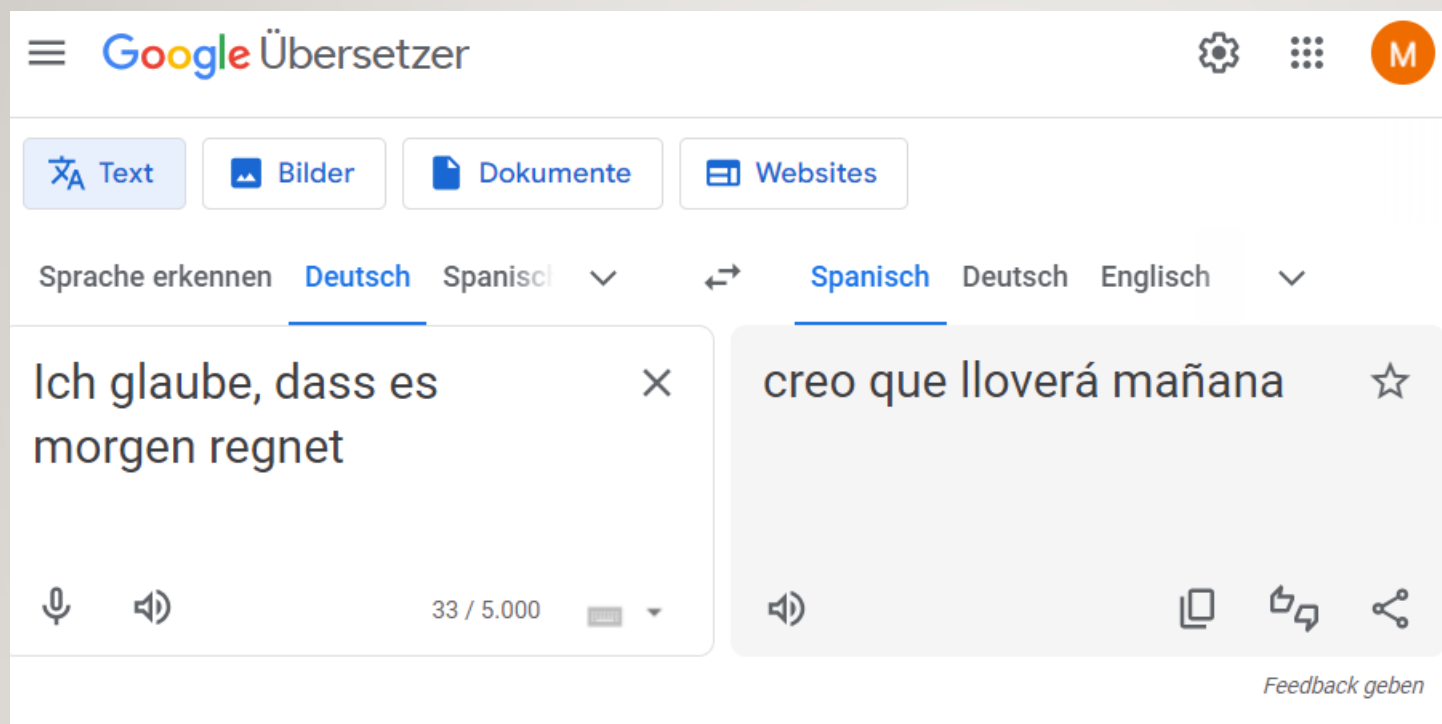 Google Übersetzer
M
Text
Bilder
Dokumente
Websites
Sprache erkennen
Deutsch
Spanisch
Spanisch
Deutsch
Englisch
Ich glaube, dass es
morgen regnet
creo que lloverá mañana
33 / 5.000
Feedback geben